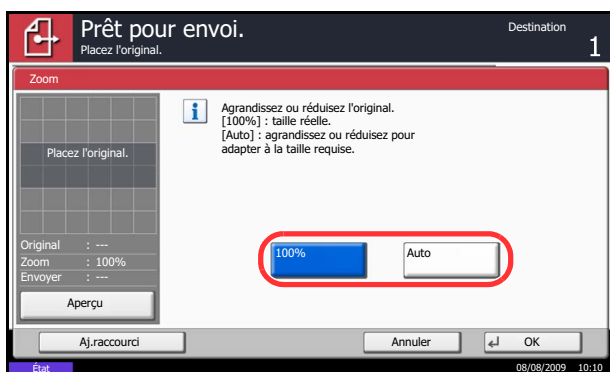 Prêt pour envoi.
Placez l'original.
Destination
1
Zoom
Placez l'original.
Agrandissez ou réduisez l'original.
[100%] : taille réelle.
[Auto] : agrandissez ou réduisez pour
adapter à la taille requise.
Original : ---
Zoom : 100%
Envoyer : ---
100%
Auto
Aperçu
Aj.raccourci
Annuler
OK
État
08/08/2009 10:10